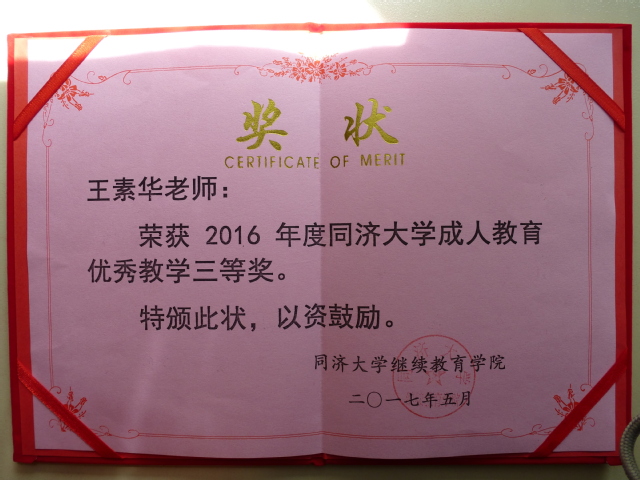 奖 状
CERTIFICATE OF MERIT
王素华老师：
荣获 2016 年度同济大学成人教育
优秀教学三等奖。
特颁此状，以资鼓励。
同济大学继续教育学院
二〇一七年五月